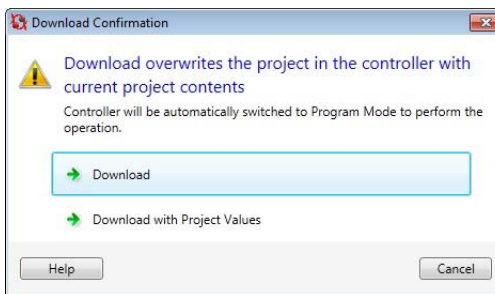 Download Confirmation
Download overwrites the project in the controller with
current project contents
Controller will be automatically switched to Program Mode to perform the
operation.
Download
Download with Project Values
Help
Cancel